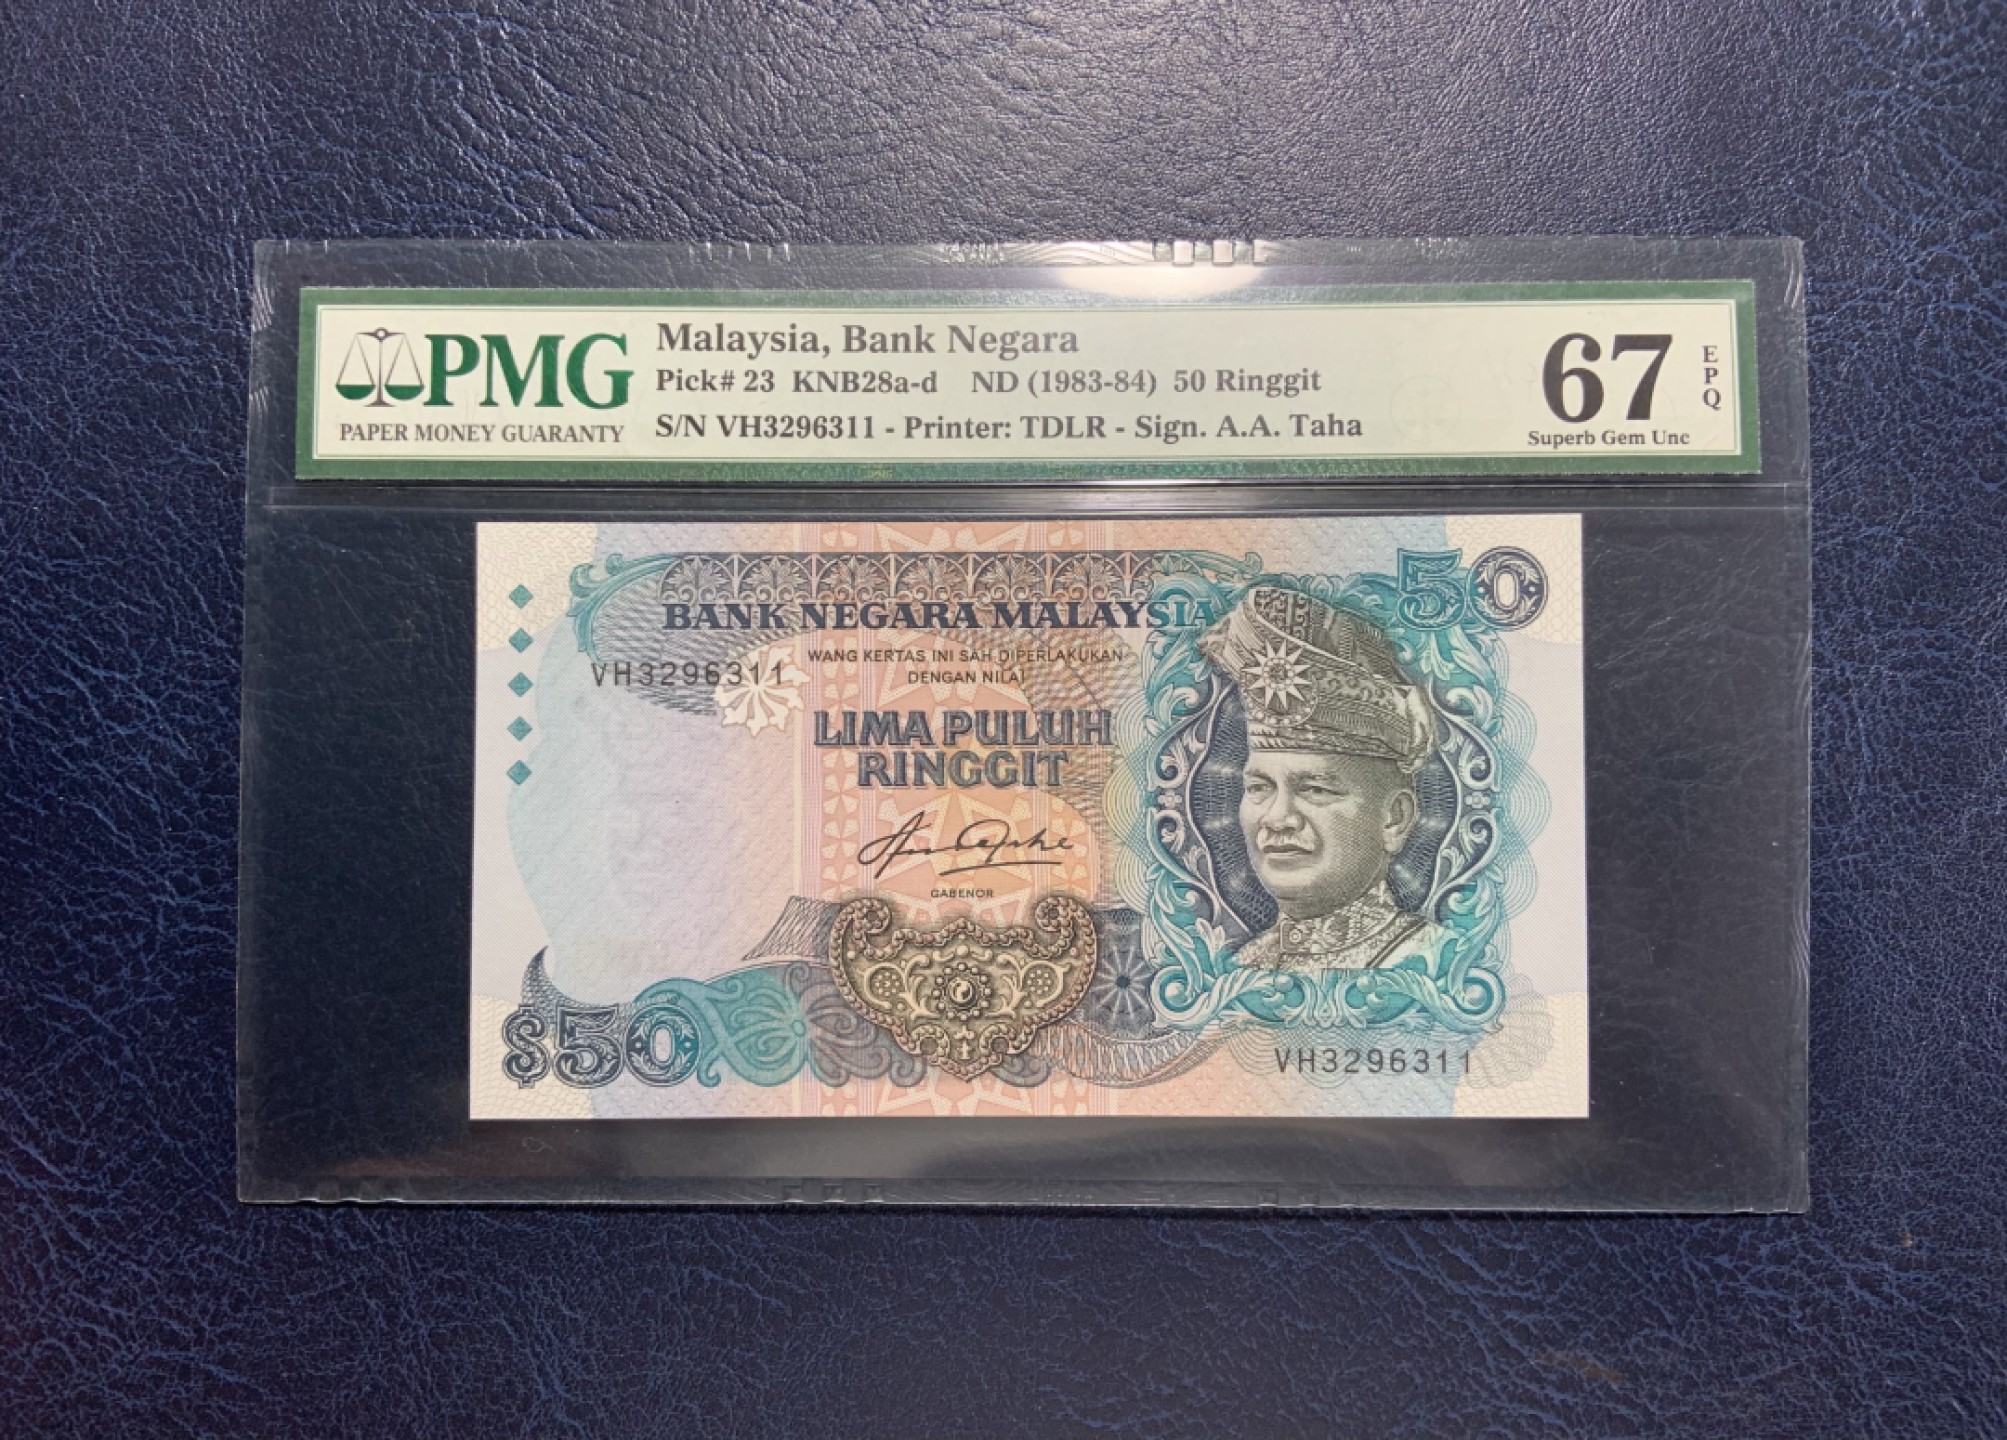 PMG
PAPER MONEY GUARANTY
Malaysia, Bank Negara
Pick# 23 KNB28a-d ND (1983-84) 50 Ringgit
S/N VH3296311 - Printer: TDLR - Sign. A.A. Taha
67
EPQ
Superb Gem Unc
50
BANK NEGARA MALAYSIA
WANG KERTAS INI SAH DIPERLAKUKAN
DENGAN NILAI
VH3296311
LIMA PULUH
RINGGIT
GABENOR
$50
VH3296311